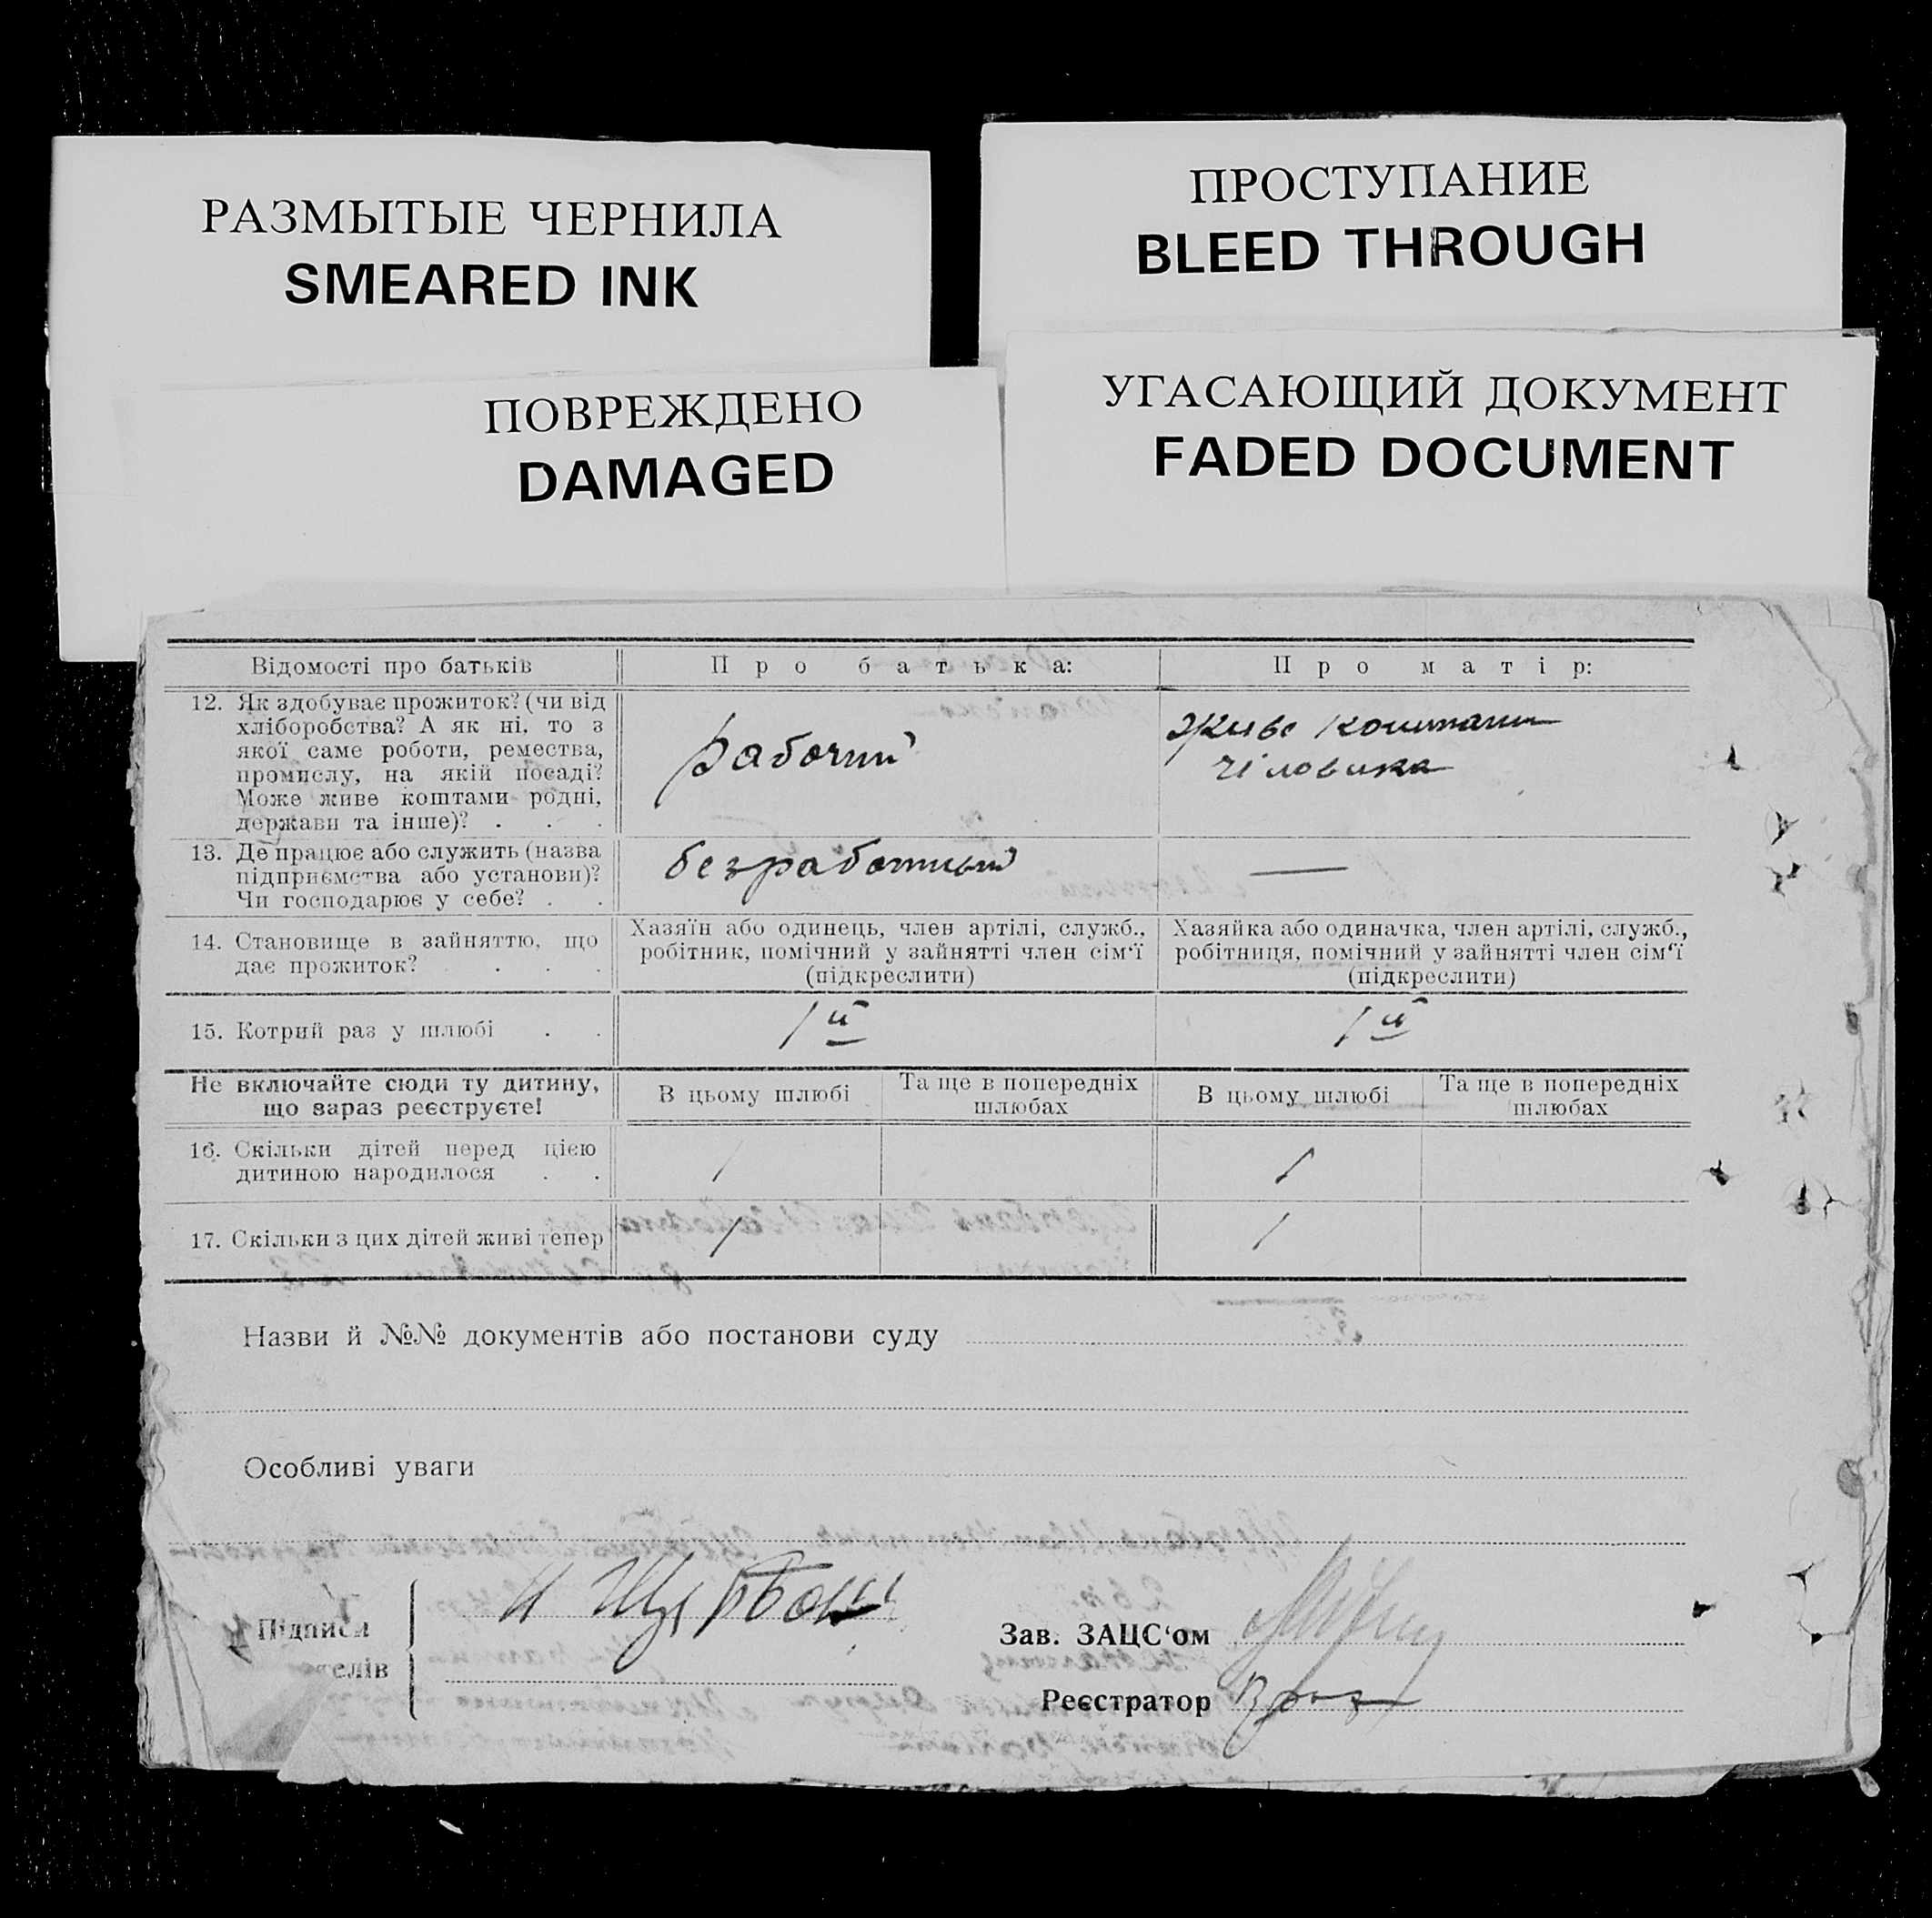 РАЗМЫТЫЕ ЧЕРНИЛА
SMEARED INK
ПРОСТУПАНИЕ
BLEED THROUGH
ПОВРЕЖДЕНО
DAMAGED
УГАСАЮЩИЙ ДОКУМЕНТ
FADED DOCUMENT
Відомості про батьків
Про батька:
Про матір:
12. Як здобуває прожиток? (чи від
хліборобства? А як ні, то з
якої саме роботи, ремества,
промислу, на якій посаді?
Може живе коштами родні,
держави та інше)? . . .
рабочий
живе коштами
чіловика
13. Де працює або служить (назва
підприємства або установи)?
Чи господарює у себе? . .
безработный
—
14. Становище в зайняттю, що
дає прожиток? . . .
Хазяїн або одинець, член артілі, служб.,
робітник, помічний у зайнятті член сім'ї
(підкреслити)
Хазяйка або одиначка, член артілі, служб.,
робітниця, помічний у зайнятті член сім'ї
(підкреслити)
15. Котрий раз у шлюбі . .
1й
1й
Не включайте сюди ту дитину,
що зараз реєструєте!
В цьому шлюбі
Та ще в попередніх
шлюбах
В цьому шлюбі
Та ще в попередніх
шлюбах
16. Скільки дітей перед цією
дитиною народилося . .
1
1
17. Скільки з цих дітей живі тепер
1
1
Назви й №№ документів або постанови суду
Особливі уваги
Підписи
телів
И Щербань
Зав. ЗАЦС‘ом
Реєстратор